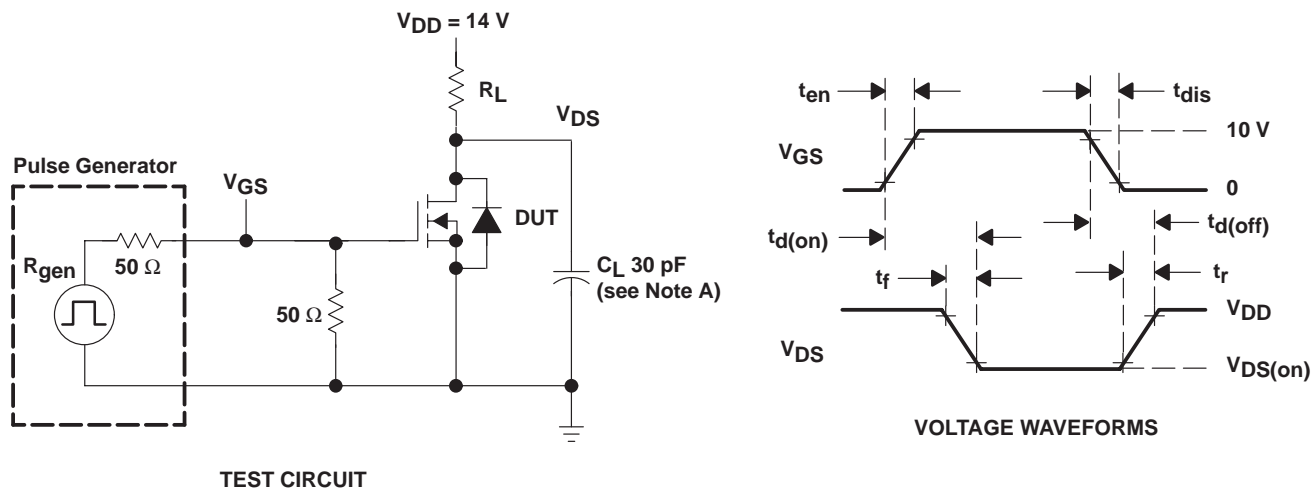 VDD = 14 V
RL
VDS
Pulse Generator
VGS
Rgen
50 Ω
50 Ω
DUT
CL 30 pF
(see Note A)
TEST CIRCUIT
ten
tdis
10 V
VGS
0
td(on)
td(off)
tf
tr
VDD
VDS
VDS(on)
VOLTAGE WAVEFORMS